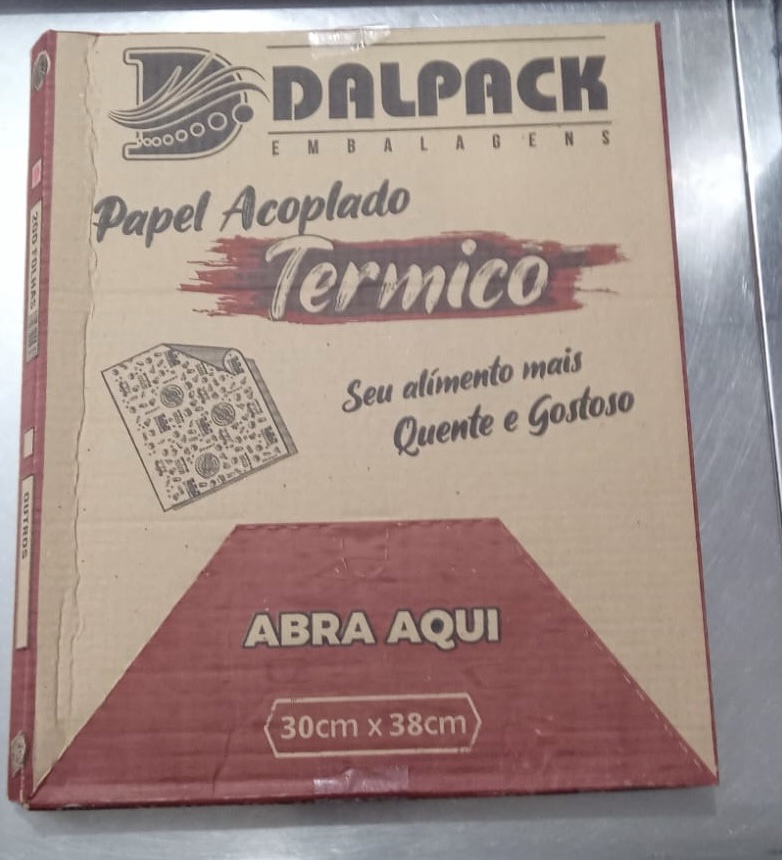 DALPACK
EMBALAGENS
Papel Acoplado
Termico
Seu alimento mais
Quente e Gostoso
ABRA AQUI
30cm x 38cm
200 FOLHAS
OUTROS